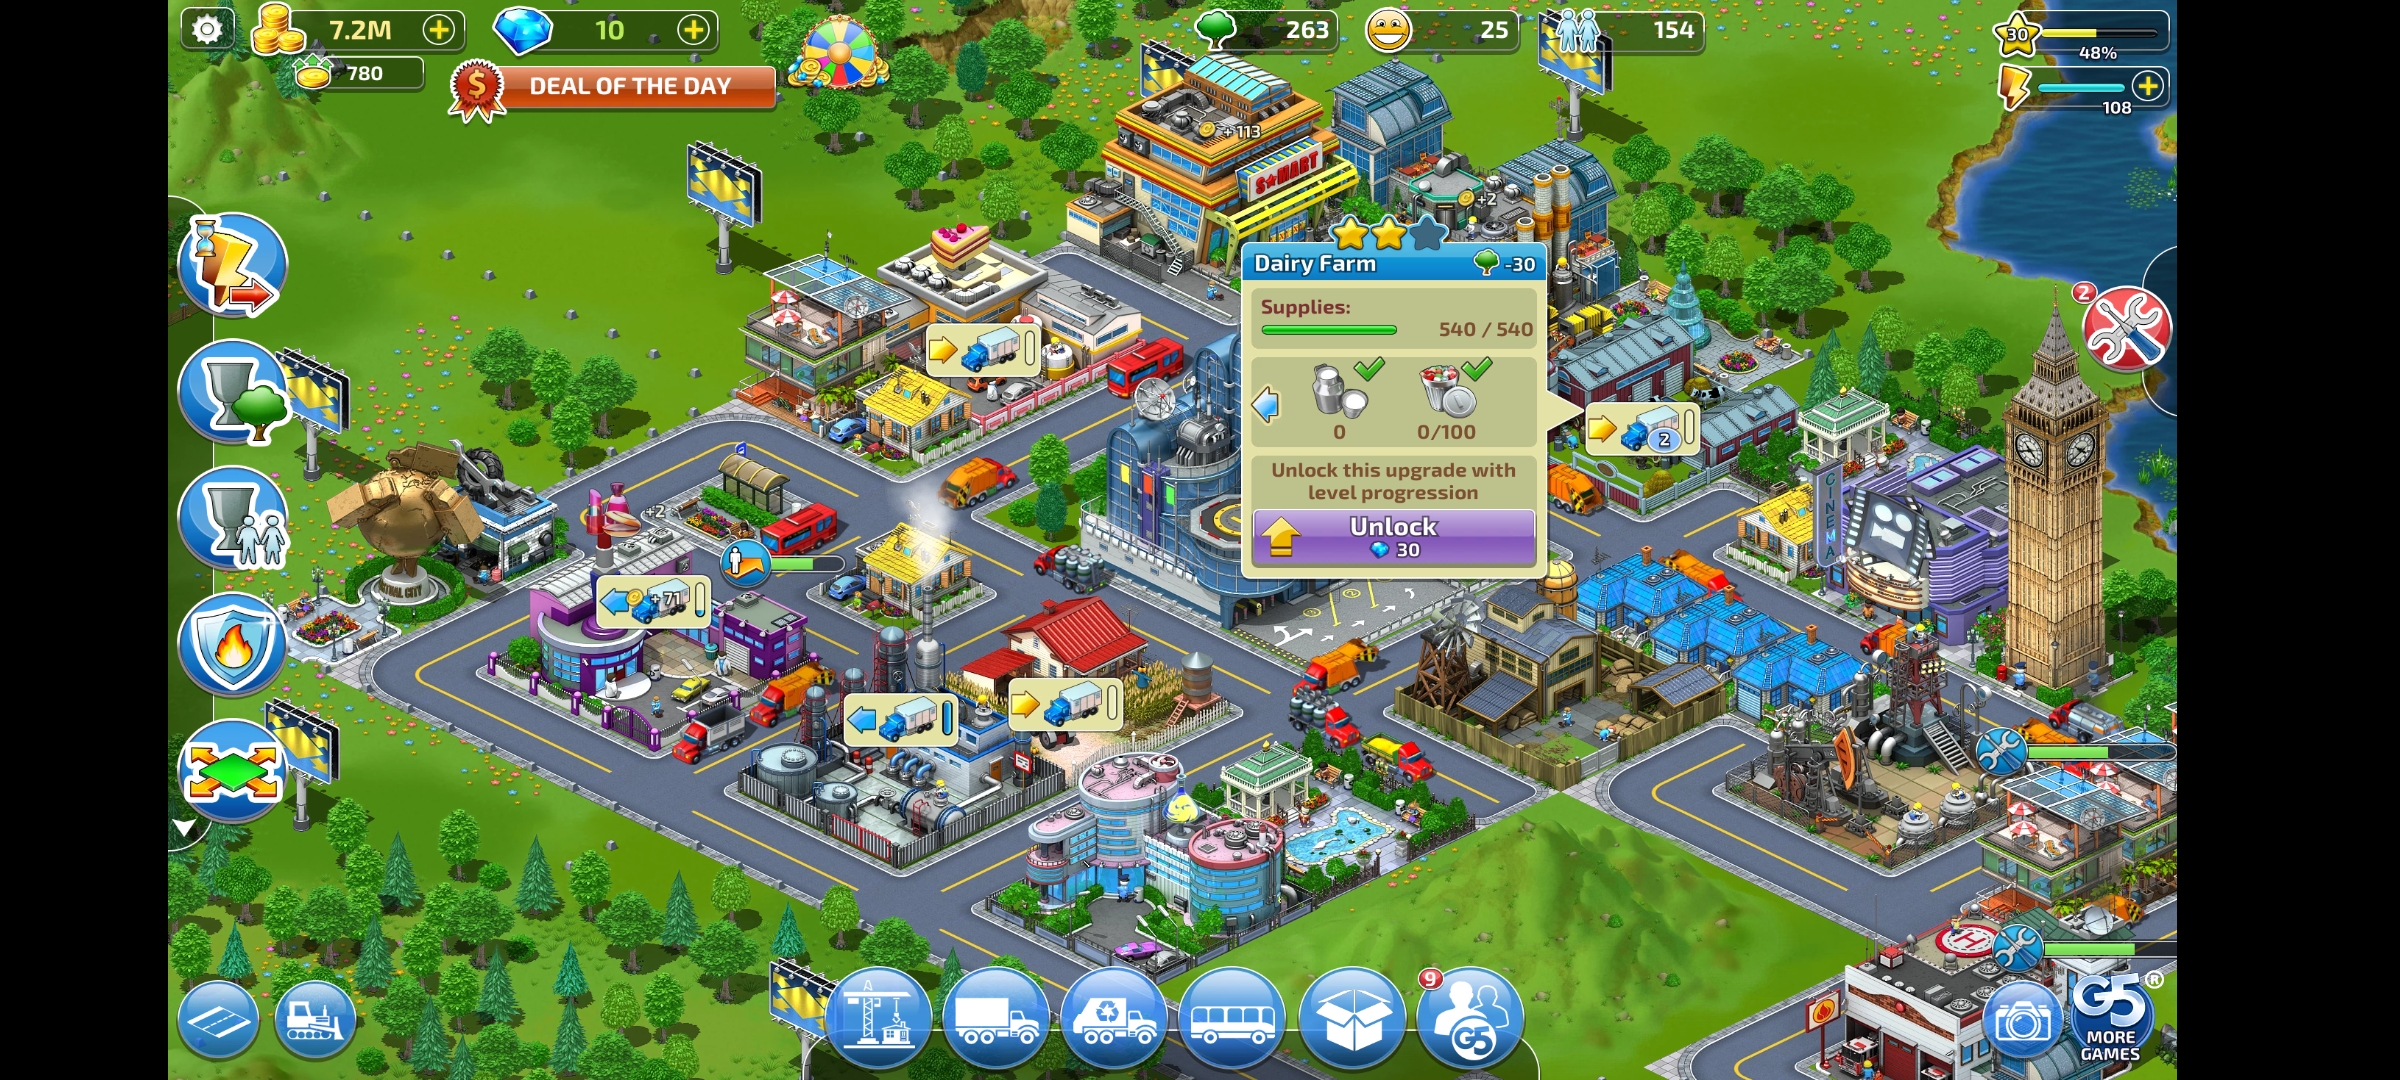 7.2M
10
263
25
154
30
48%
780
DEAL OF THE DAY
108
+113
S★MART
+2
Dairy Farm
-30
Supplies:
540 / 540
2
0
0/100
2
Unlock this upgrade with
level progression
Unlock
30
CINEMA
+2
+71
9
G5
G5®
MORE
GAMES